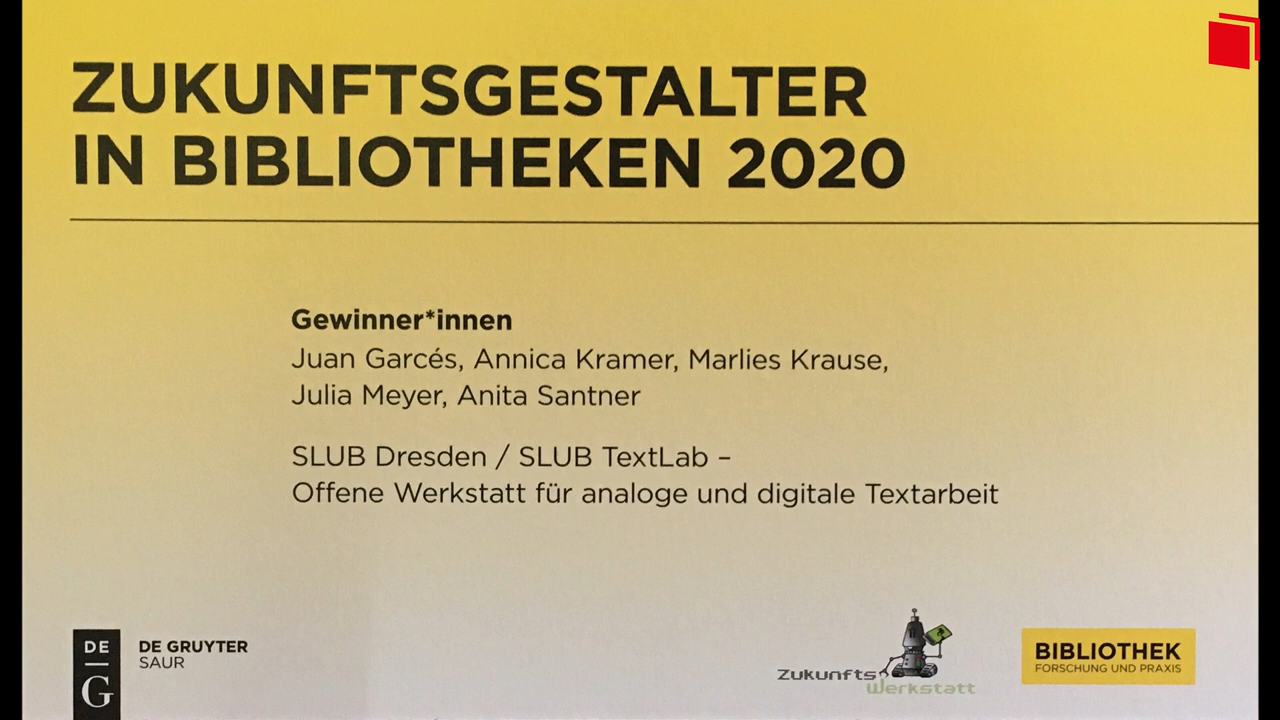 ZUKUNFTSGESTALTER
IN BIBLIOTHEKEN 2020
Gewinner*innen
Juan Garcés, Annica Kramer, Marlies Krause,
Julia Meyer, Anita Santner
SLUB Dresden / SLUB TextLab –
Offene Werkstatt für analoge und digitale Textarbeit
DE
G
DE GRUYTER
SAUR
Zukunfts
Werkstatt
BIBLIOTHEK
FORSCHUNG UND PRAXIS